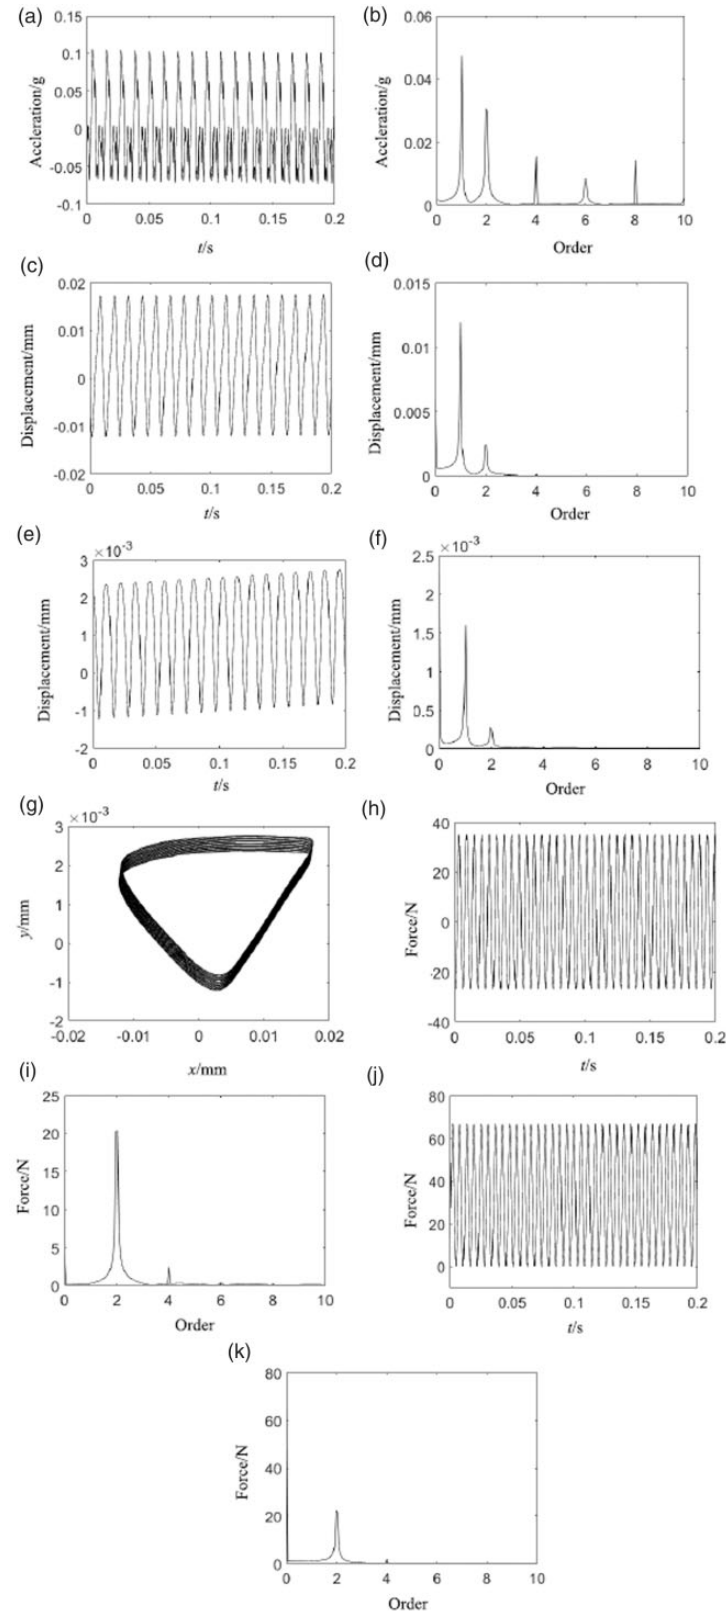 (a)
0.15
0.1
0.05
0
-0.05
-0.1
Accleration/g
0 0.05 0.1 0.15 0.2
t/s
(b)
0.06
0.04
0.02
0
Accleration/g
0 2 4 6 8 10
Order
(c)
0.02
0.01
0
-0.01
-0.02
Displacement/mm
0 0.05 0.1 0.15 0.2
t/s
(d)
0.015
0.01
0.005
0
Displacement/mm
0 2 4 6 8 10
Order
(e)
×10-3
3
2
1
0
-1
-2
Displacement/mm
0 0.05 0.1 0.15 0.2
t/s
(f)
×10-3
2.5
2
1.5
1
0.5
0
Displacement/mm
0 2 4 6 8 10
Order
(g)
×10-3
3
2
1
0
-1
-2
y/mm
-0.02 -0.01 0 0.01 0.02
x/mm
(h)
40
20
0
-20
-40
Force/N
0 0.05 0.1 0.15 0.2
t/s
(i)
25
20
15
10
5
0
Force/N
0 2 4 6 8 10
Order
(j)
80
60
40
20
0
Force/N
0 0.05 0.1 0.15 0.2
t/s
(k)
80
60
40
20
0
Force/N
0 2 4 6 8 10
Order